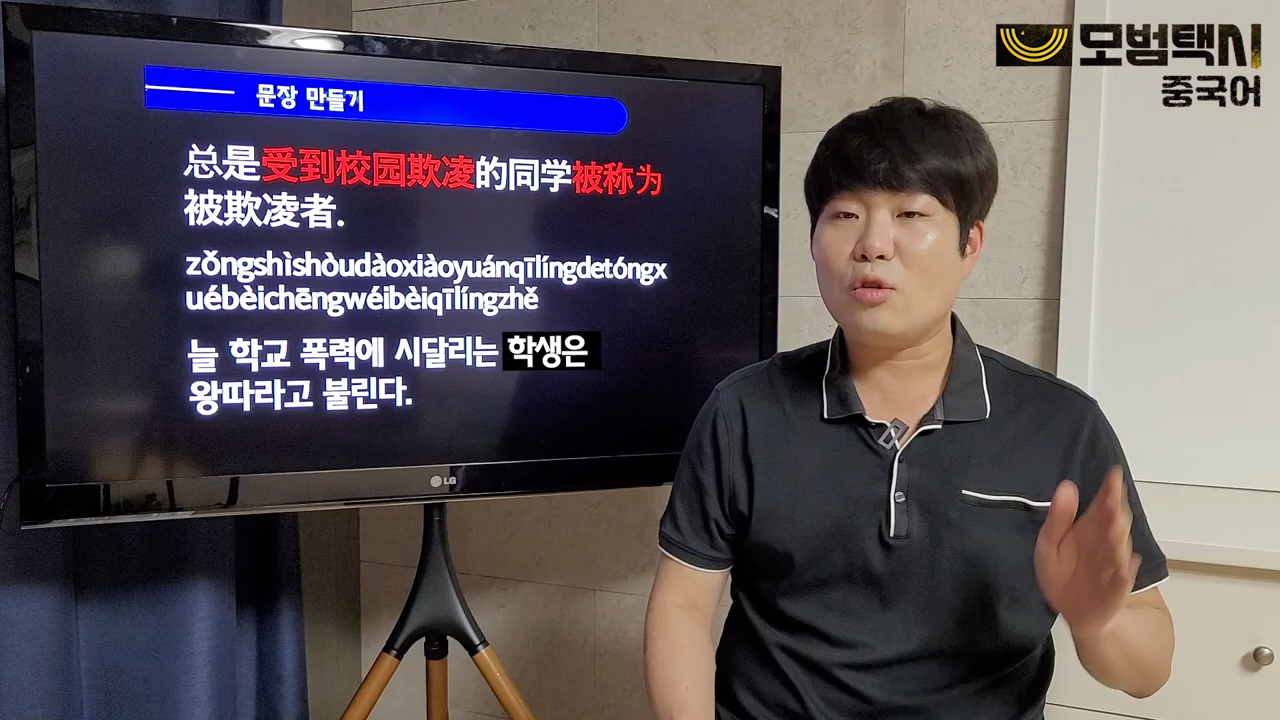 모범택시
중국어
문장 만들기
总是受到校园欺凌的同学被称为
被欺凌者.
zǒngshìshòudàoxiàoyuánqīlíngdetóngx
uébèichēngwéibèiqīlíngzhě
늘 학교 폭력에 시달리는 학생은
왕따라고 불린다.
LG